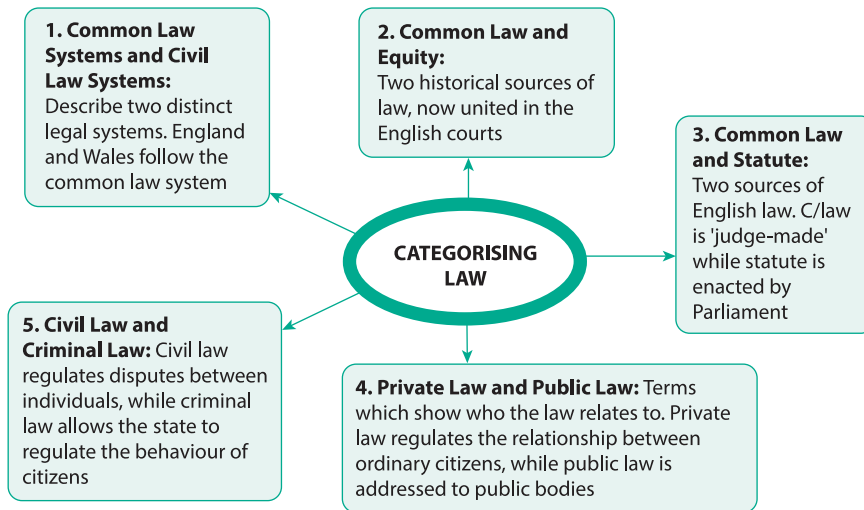 1. Common Law
Systems and Civil
Law Systems:
Describe two distinct
legal systems. England
and Wales follow the
common law system
2. Common Law and
Equity:
Two historical sources of
law, now united in the
English courts
3. Common Law
and Statute:
Two sources of
English law. C/law
is 'judge-made'
while statute is
enacted by
Parliament
CATEGORISING
LAW
4. Private Law and Public Law: Terms
which show who the law relates to. Private
law regulates the relationship between
ordinary citizens, while public law is
addressed to public bodies
5. Civil Law and
Criminal Law: Civil law
regulates disputes between
individuals, while criminal
law allows the state to
regulate the behaviour of
citizens